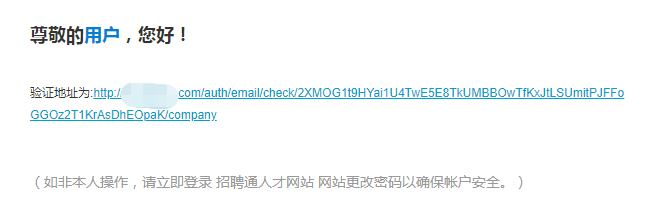 尊敬的用户，您好！
验证地址为:http://com/auth/email/check/2XMOG1t9HYai1U4TwE5E8TkUMBBOwTfKxJtLSUmitPJFFo
GGOz2T1KrAsDhEQpaK/company
（如非本人操作，请立即登录 招聘通人才网站 网站更改密码以确保帐户安全。）